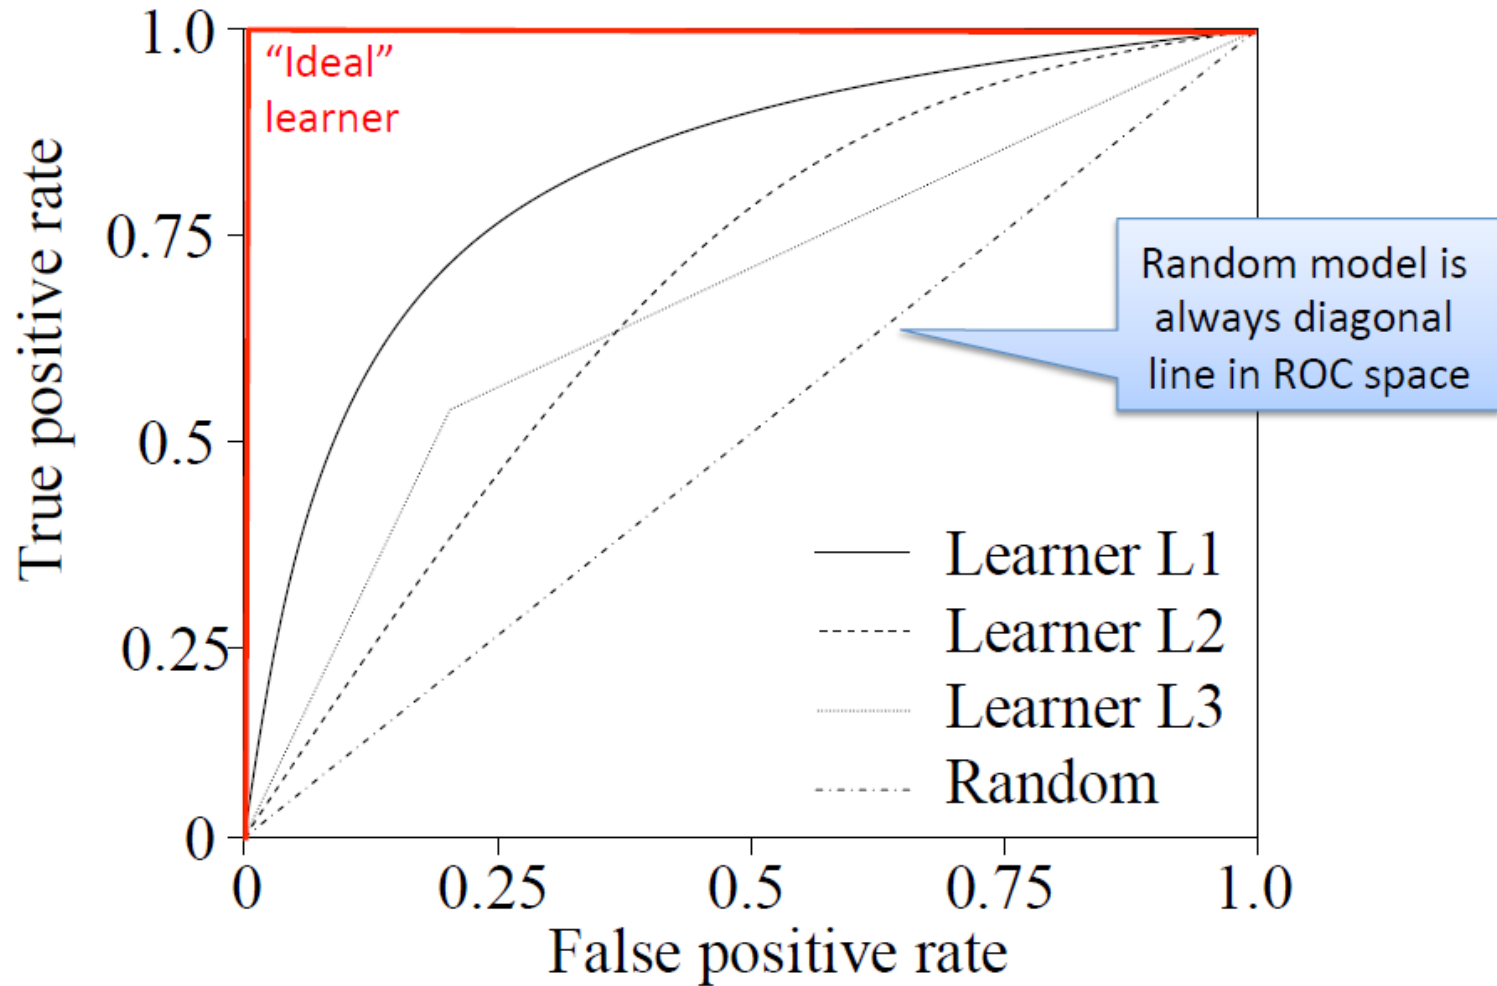 1.0
“Ideal”
learner
True positive rate
0.75
Random model is
always diagonal
line in ROC space
0.5
Learner L1
Learner L2
0.25
Learner L3
Random
0
0 0.25 0.5 0.75 1.0
False positive rate